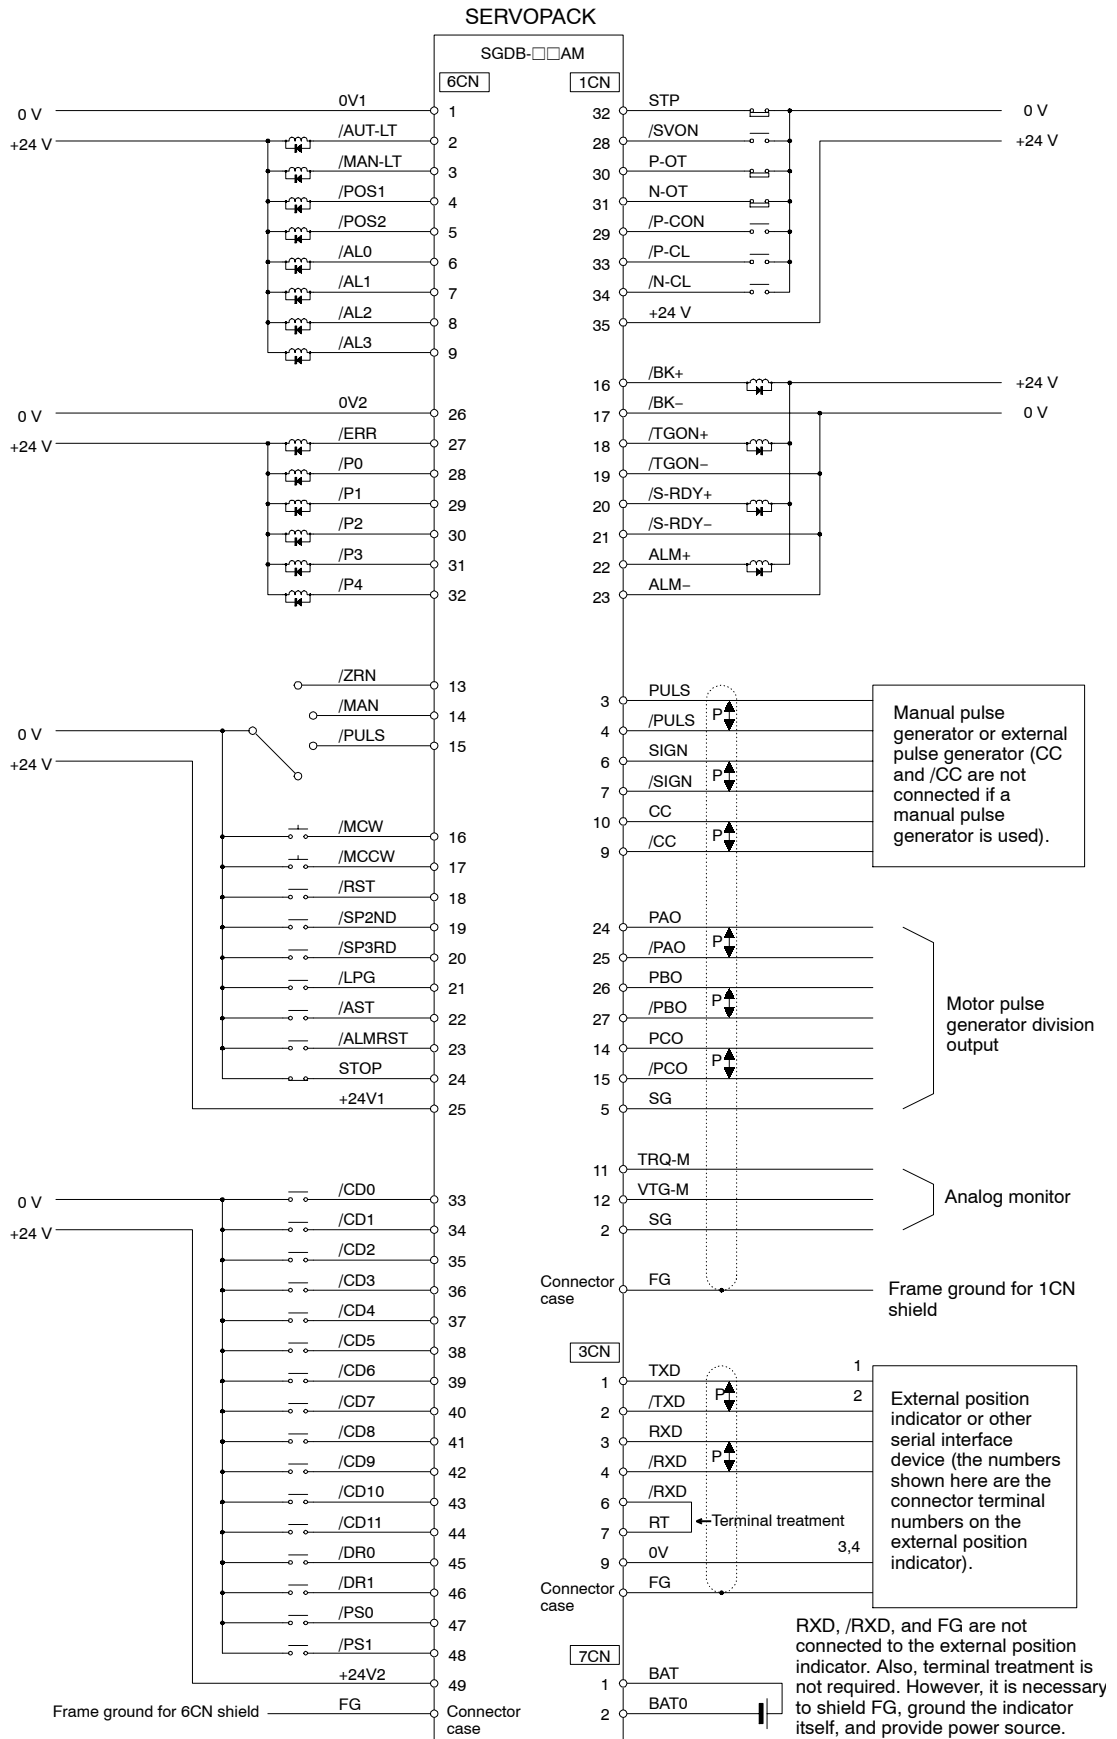 SERVOPACK
SGDB-□□AM
6CN
0 V
0V1
1
+24 V
/AUT-LT
2
/MAN-LT
3
/POS1
4
/POS2
5
/AL0
6
/AL1
7
/AL2
8
/AL3
9
0 V
0V2
26
+24 V
/ERR
27
/P0
28
/P1
29
/P2
30
/P3
31
/P4
32
/ZRN
13
/MAN
14
0 V
/PULS
15
+24 V
/MCW
16
/MCCW
17
/RST
18
/SP2ND
19
/SP3RD
20
/LPG
21
/AST
22
/ALMRST
23
STOP
24
+24V1
25
0 V
/CD0
33
+24 V
/CD1
34
/CD2
35
/CD3
36
/CD4
37
/CD5
38
/CD6
39
/CD7
40
/CD8
41
/CD9
42
/CD10
43
/CD11
44
/DR0
45
/DR1
46
/PS0
47
/PS1
48
+24V2
49
Frame ground for 6CN shield
FG
Connector
case
1CN
32
STP
0 V
28
/SVON
+24 V
30
P-OT
31
N-OT
29
/P-CON
33
/P-CL
34
/N-CL
35
+24 V
16
/BK+
+24 V
17
/BK−
0 V
18
/TGON+
19
/TGON−
20
/S-RDY+
21
/S-RDY−
22
ALM+
23
ALM−
3
PULS
P
4
/PULS
6
SIGN
P
7
/SIGN
10
CC
P
9
/CC
Manual pulse
generator or external
pulse generator (CC
and /CC are not
connected if a
manual pulse
generator is used).
24
PAO
P
25
/PAO
26
PBO
P
27
/PBO
14
PCO
P
15
/PCO
5
SG
Motor pulse
generator division
output
11
TRQ-M
12
VTG-M
2
SG
Analog monitor
Connector
case
FG
Frame ground for 1CN
shield
3CN
1
TXD
1
P
2
/TXD
2
3
RXD
P
4
/RXD
6
/RXD
7
RT
Terminal treatment
9
0V
3,4
Connector
case
FG
External position
indicator or other
serial interface
device (the numbers
shown here are the
connector terminal
numbers on the
external position
indicator).
7CN
1
BAT
2
BAT0
RXD, /RXD, and FG are not
connected to the external position
indicator. Also, terminal treatment is
not required. However, it is necessary
to shield FG, ground the indicator
itself, and provide power source.